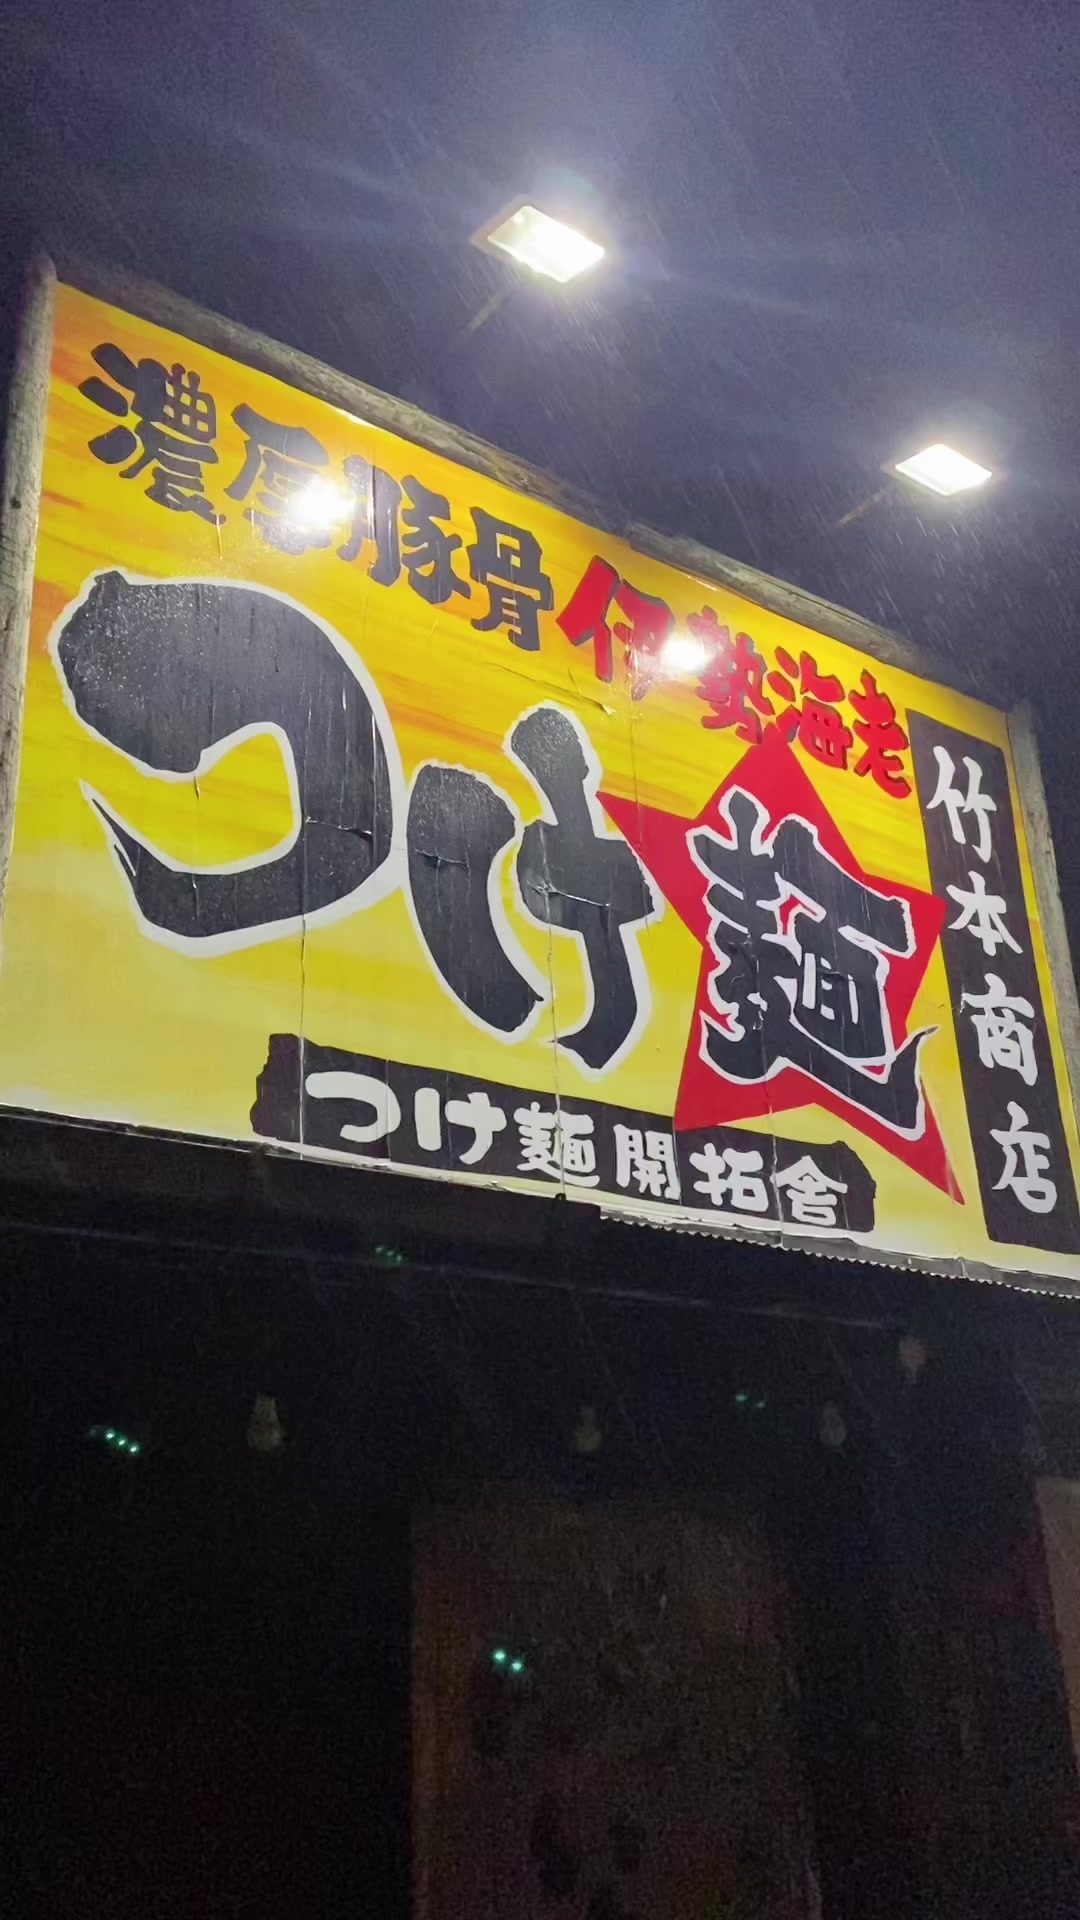 濃厚豚骨
伊勢海老
つけ麺
竹本商店
つけ麺開拓舎